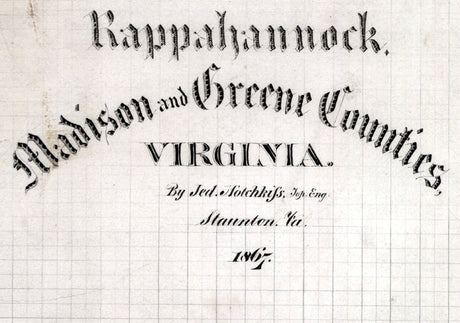 Rappahannock.
Madison and Greene Counties,
VIRGINIA.
By Jed. Hotchkiss, Top. Eng.
Staunton. Va.
1867.